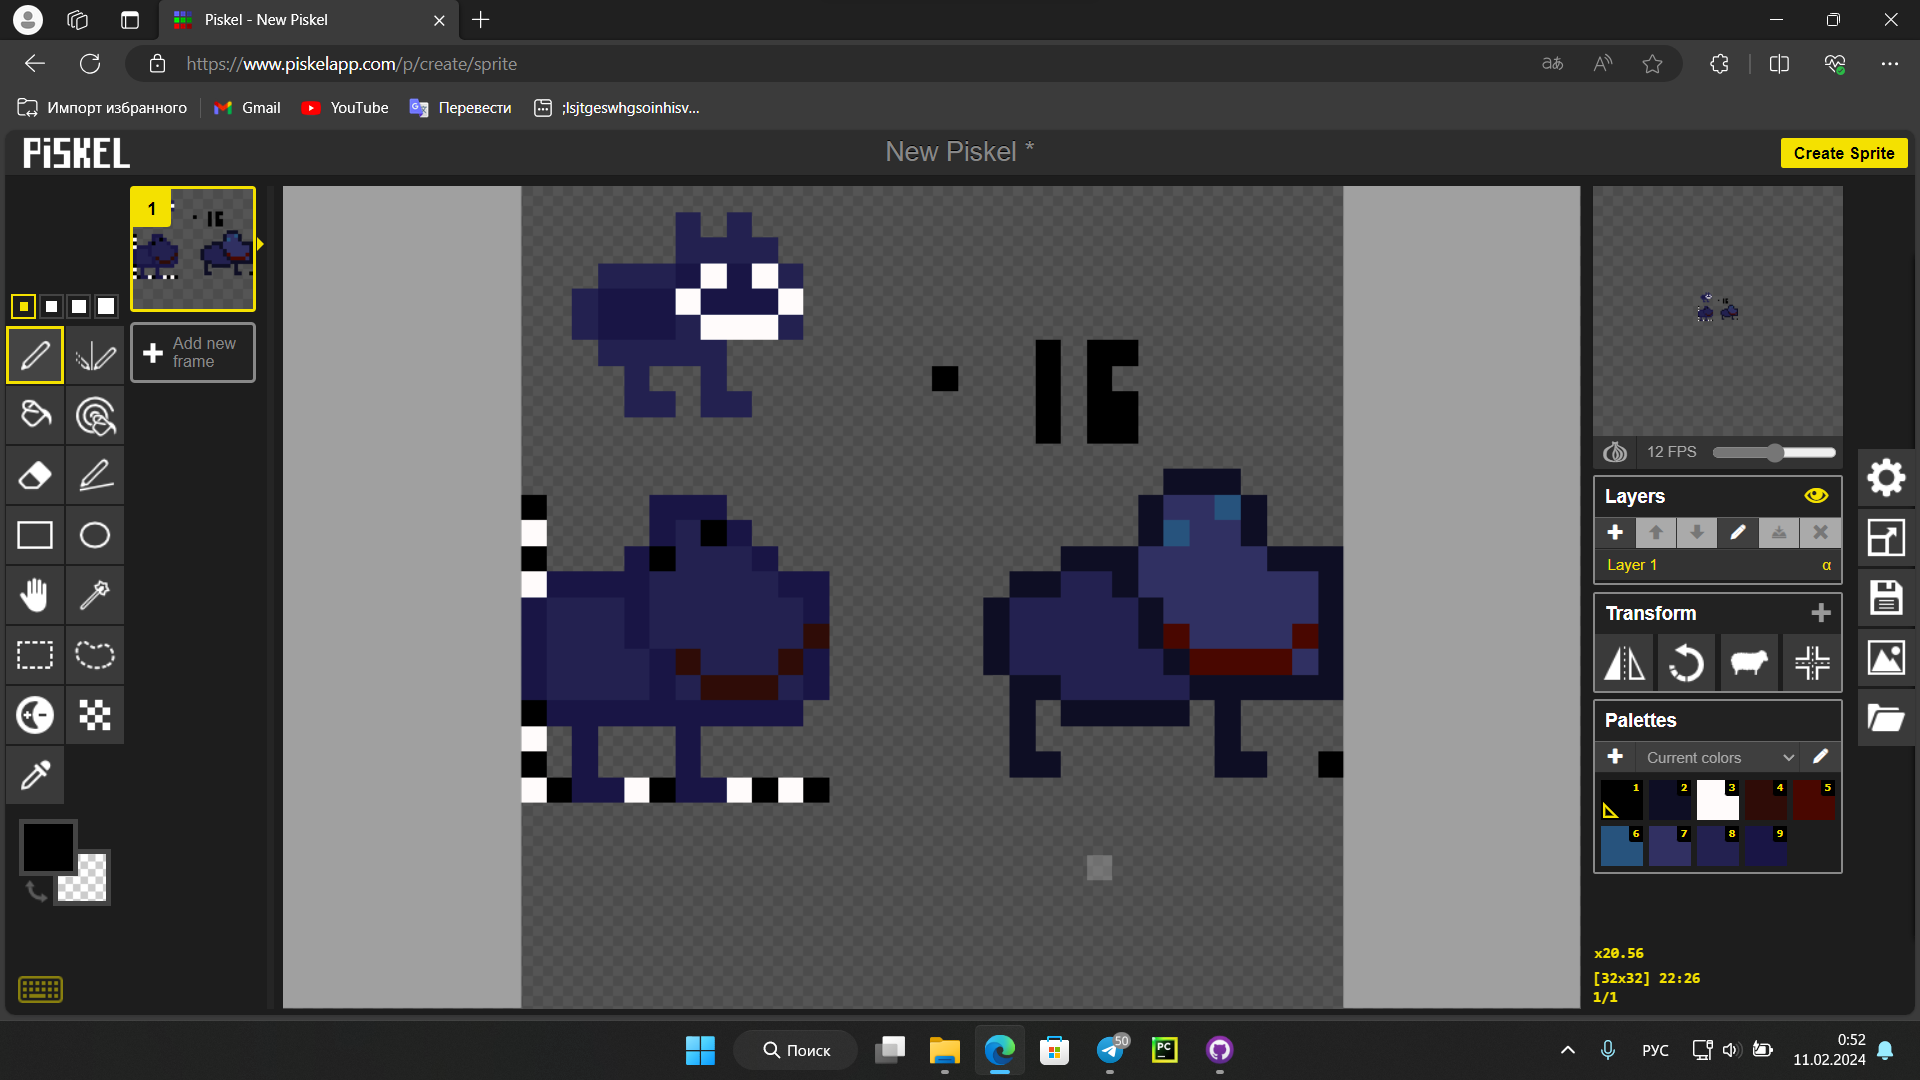 Piskel - New Piskel
https://www.piskelapp.com/p/create/sprite
Импорт избранного
Gmail
YouTube
Перевести
;lsjtgeswhgsoinhisv...
PISKEL
New Piskel *
Create Sprite
1
Add new
frame
12 FPS
Layers
Layer 1
α
Transform
Palettes
Current colors
1 2 3 4 5
6 7 8 9
x20.56
[32x32] 22:26
1/1
Поиск
50
PC
РУС
0:52
11.02.2024